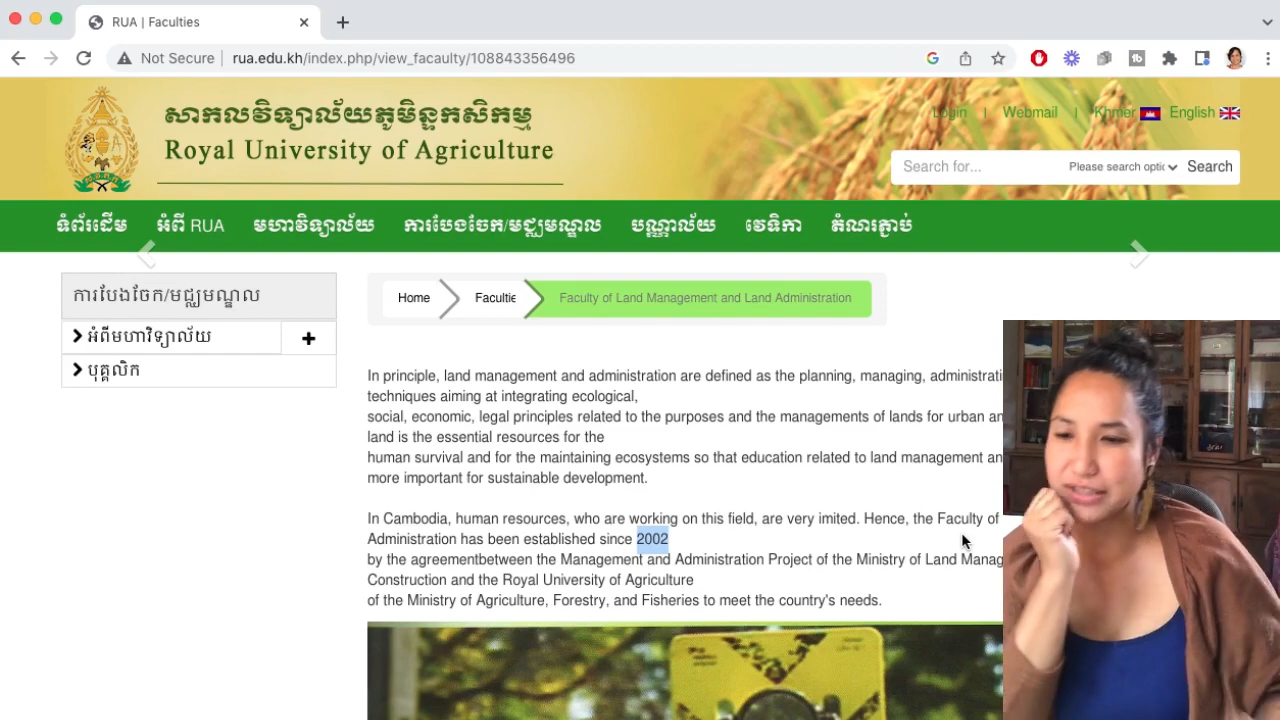 RUA | Faculties
Not Secure | rua.edu.kh/index.php/view_facaulty/108843356496
សាកលវិទ្យាល័យភូមិន្ទកសិកម្ម
Royal University of Agriculture
Login | Webmail | Khmer English
Search for... Please search optic Search
ទំព័រដើម អំពី RUA មហាវិទ្យាល័យ ការបែងចែក/មជ្ឈមណ្ឌល បណ្ណាល័យ វេទិកា តំណរភ្ជាប់
ការបែងចែក/មជ្ឈមណ្ឌល
អំពីមហាវិទ្យាល័យ
បុគ្គលិក
Home Facultie Faculty of Land Management and Land Administration
In principle, land management and administration are defined as the planning, managing, administrati
techniques aiming at integrating ecological,
social, economic, legal principles related to the purposes and the managements of lands for urban an
land is the essential resources for the
human survival and for the maintaining ecosystems so that education related to land management an
more important for sustainable development.
In Cambodia, human resources, who are working on this field, are very imited. Hence, the Faculty of
Administration has been established since 2002
by the agreementbetween the Management and Administration Project of the Ministry of Land Manag
Construction and the Royal University of Agriculture
of the Ministry of Agriculture, Forestry, and Fisheries to meet the country's needs.